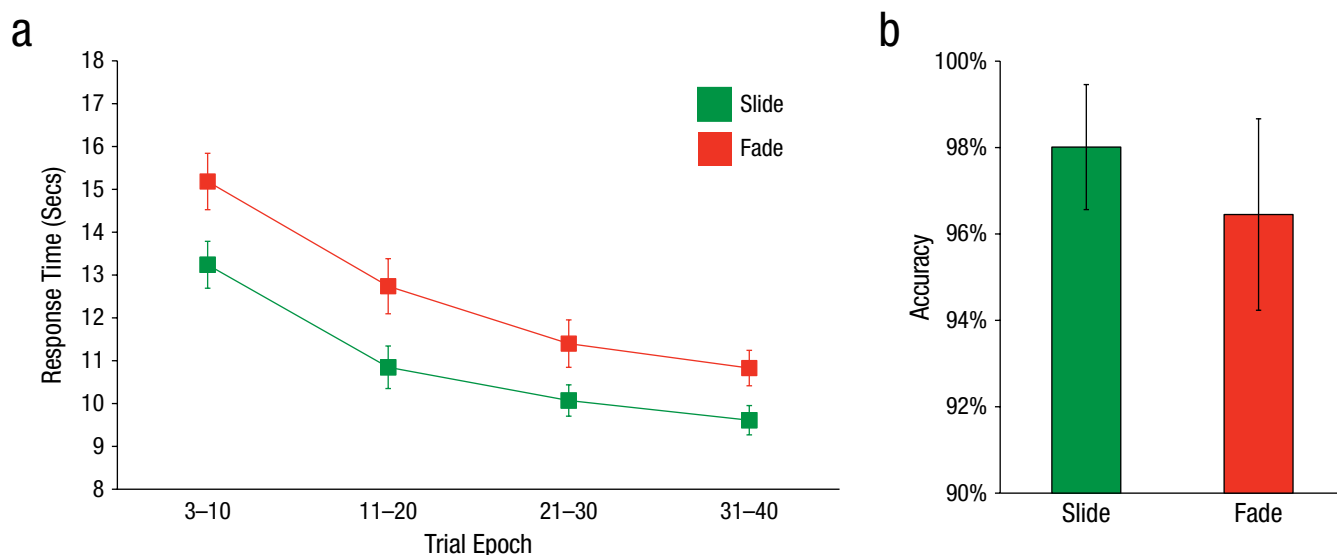 a
18
17
16
15
14
13
12
11
10
9
8
Response Time (Secs)
Slide
Fade
3–10
11–20
21–30
31–40
Trial Epoch
b
100%
98%
96%
94%
92%
90%
Accuracy
Slide
Fade